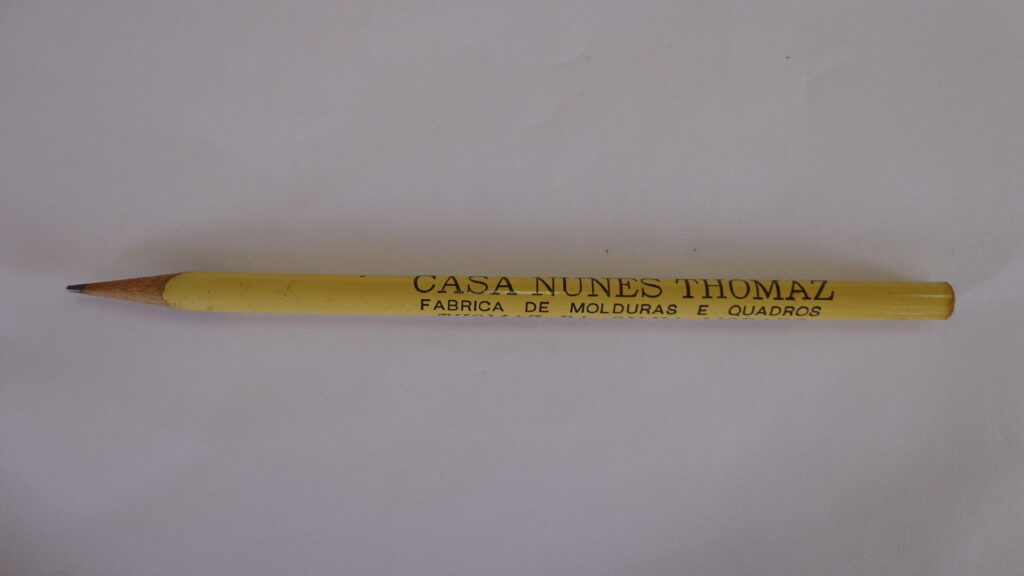 CASA NUNES THOMAZ
FABRICA DE MOLDURAS E QUADROS